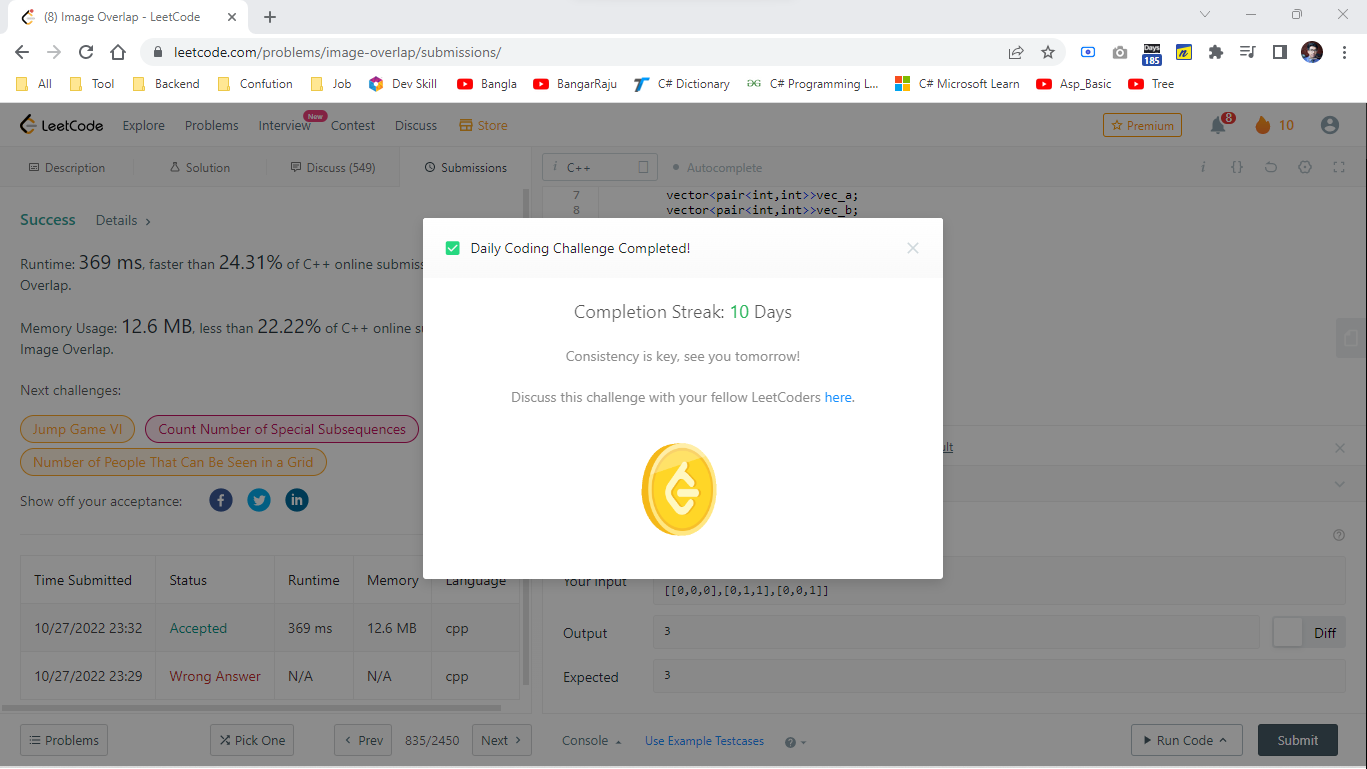 (8) Image Overlap - LeetCode
leetcode.com/problems/image-overlap/submissions/
Days
185
All Tool Backend Confution Job Dev Skill Bangla BangarRaju C# Dictionary C# Programming L... C# Microsoft Learn Asp_Basic Tree
LeetCode Explore Problems Interview New Contest Discuss Store Premium 8 10
Description Solution Discuss (549) Submissions
i C++ Autocomplete i {}
7 vector<pair<int,int>>vec_a;
8 vector<pair<int,int>>vec_b;
Success Details >
Runtime: 369 ms, faster than 24.31% of C++ online submiss
Overlap.
Memory Usage: 12.6 MB, less than 22.22% of C++ online su
Image Overlap.
Next challenges:
Jump Game VI Count Number of Special Subsequences
Number of People That Can Be Seen in a Grid
Show off your acceptance:
Time Submitted Status Runtime Memory Language
10/27/2022 23:32 Accepted 369 ms 12.6 MB cpp
10/27/2022 23:29 Wrong Answer N/A N/A cpp
Daily Coding Challenge Completed!
Completion Streak: 10 Days
Consistency is key, see you tomorrow!
Discuss this challenge with your fellow LeetCoders here.
Your input
[[0,0,0],[0,1,1],[0,0,1]]
Output 3 Diff
Expected 3
Problems Pick One < Prev 835/2450 Next >
Console Use Example Testcases Run Code Submit